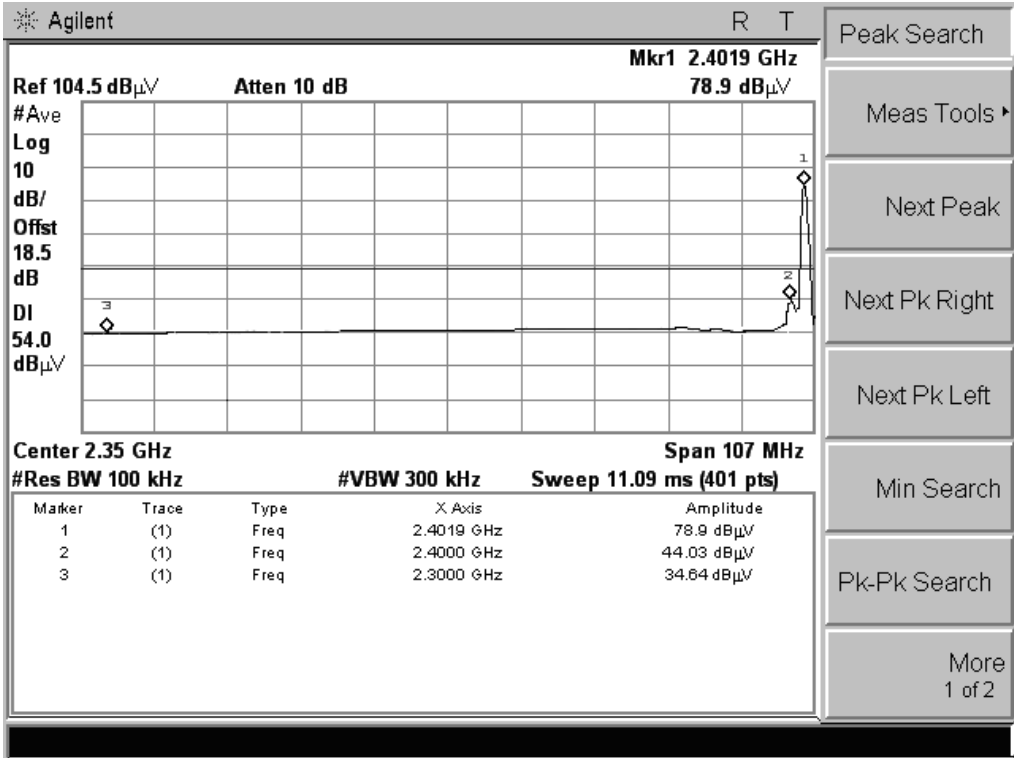 Agilent R T
Mkr1 2.4019 GHz
Ref 104.5 dBµV Atten 10 dB 78.9 dBµV
#Ave
Log
10
dB/
Offst
18.5
dB
DI
54.0
dBµV
1
2
3
Center 2.35 GHz Span 107 MHz
#Res BW 100 kHz #VBW 300 kHz Sweep 11.09 ms (401 pts)
Marker Trace Type X Axis Amplitude
1 (1) Freq 2.4019 GHz 78.9 dBµV
2 (1) Freq 2.4000 GHz 44.03 dBµV
3 (1) Freq 2.3000 GHz 34.64 dBµV
Peak Search
Meas Tools
Next Peak
Next Pk Right
Next Pk Left
Min Search
Pk-Pk Search
More
1 of 2